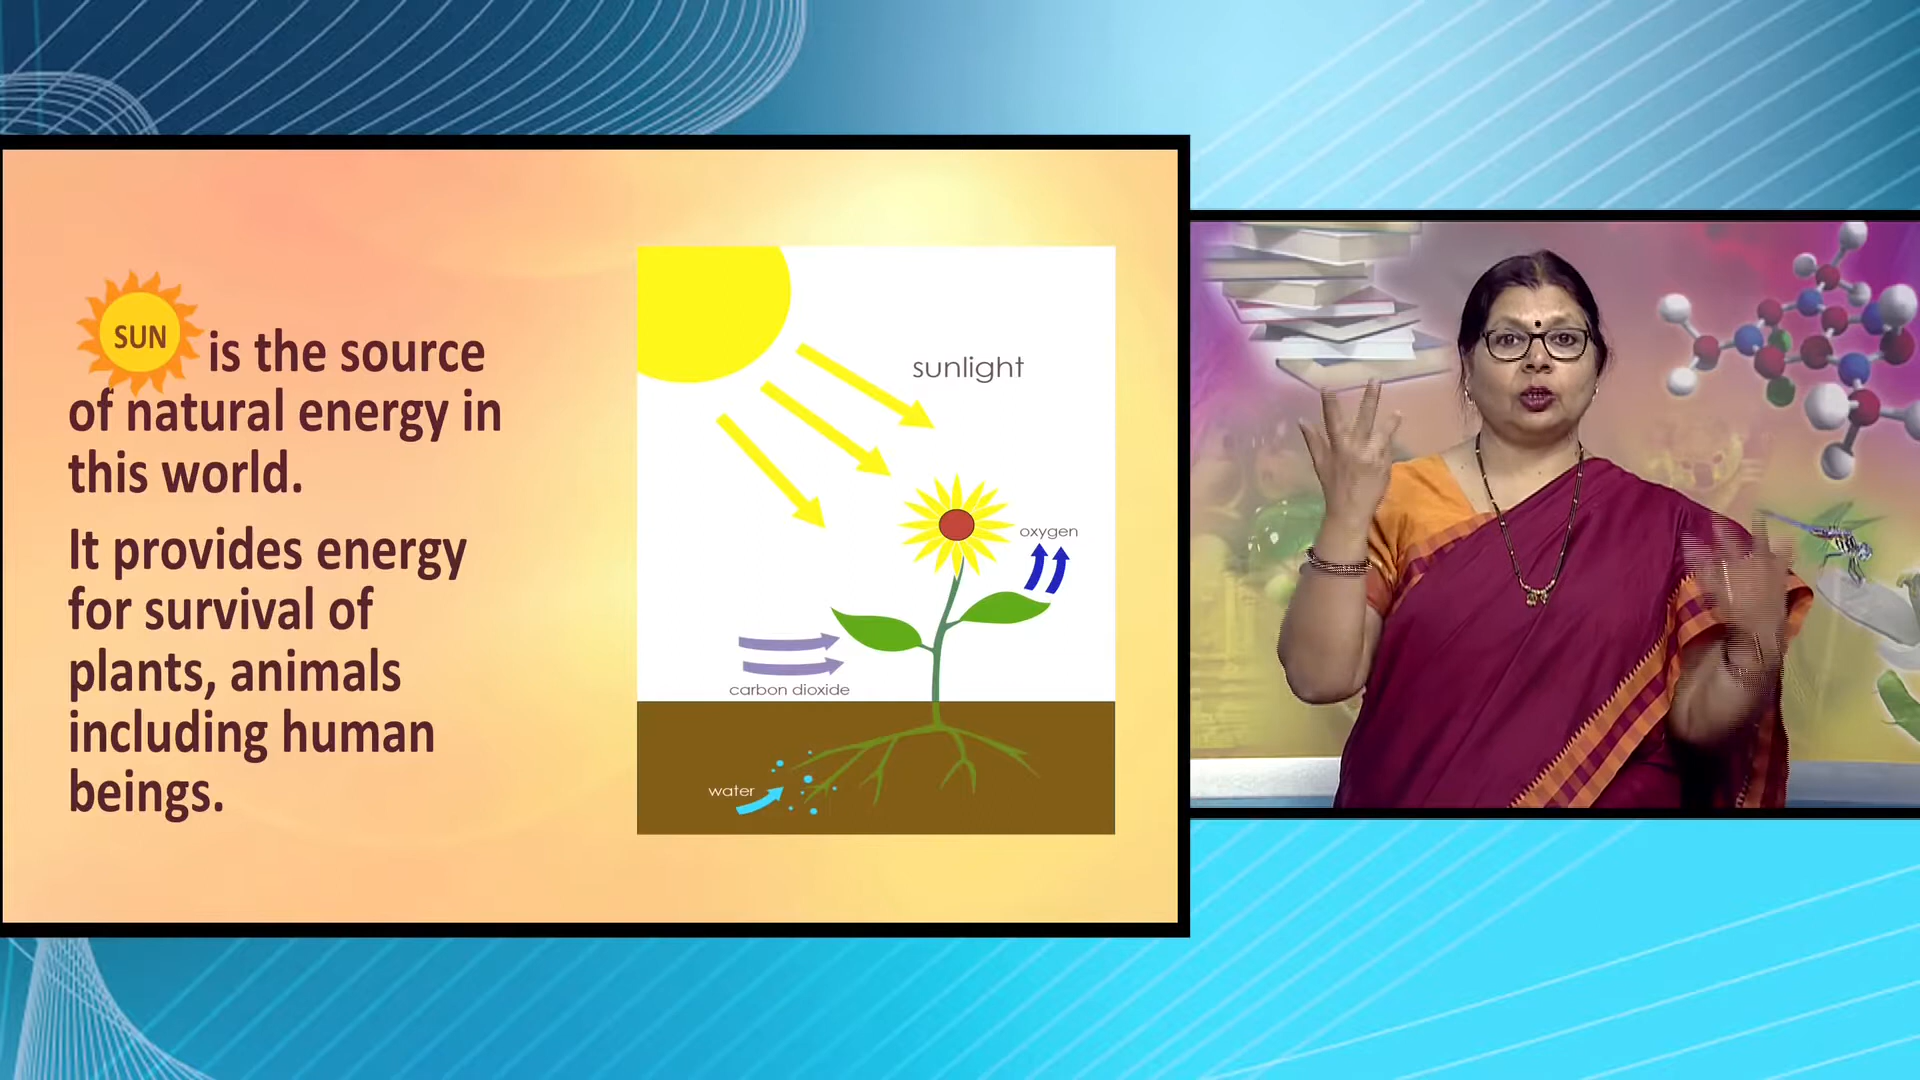 SUN is the source
of natural energy in
this world.
It provides energy
for survival of
plants, animals
including human
beings.
sunlight
oxygen
carbon dioxide
water